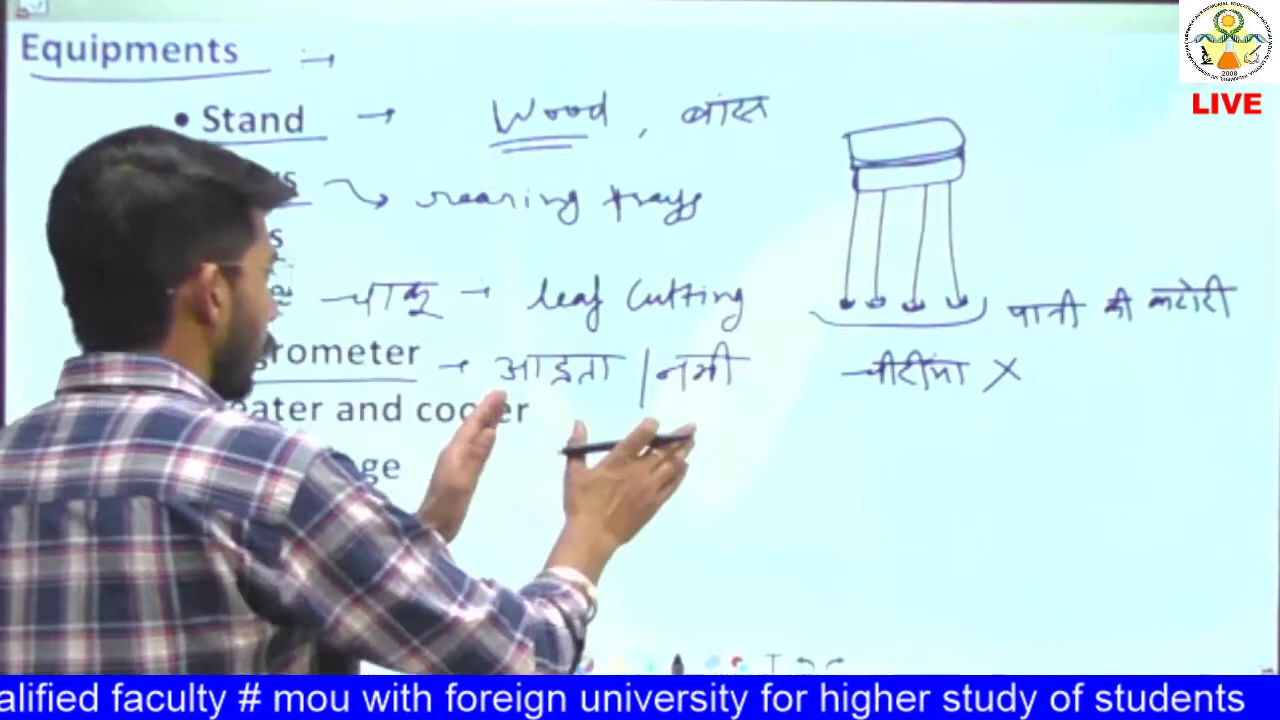 Equipments →
• Stand → Wood, बांस
rearing trays
चाकू → leaf Cutting
पानी की कटोरी
rometer → आद्रता / नमी
चीटीया X
eater and cooler
ge
LIVE
2008
alified faculty # mou with foreign university for higher study of students